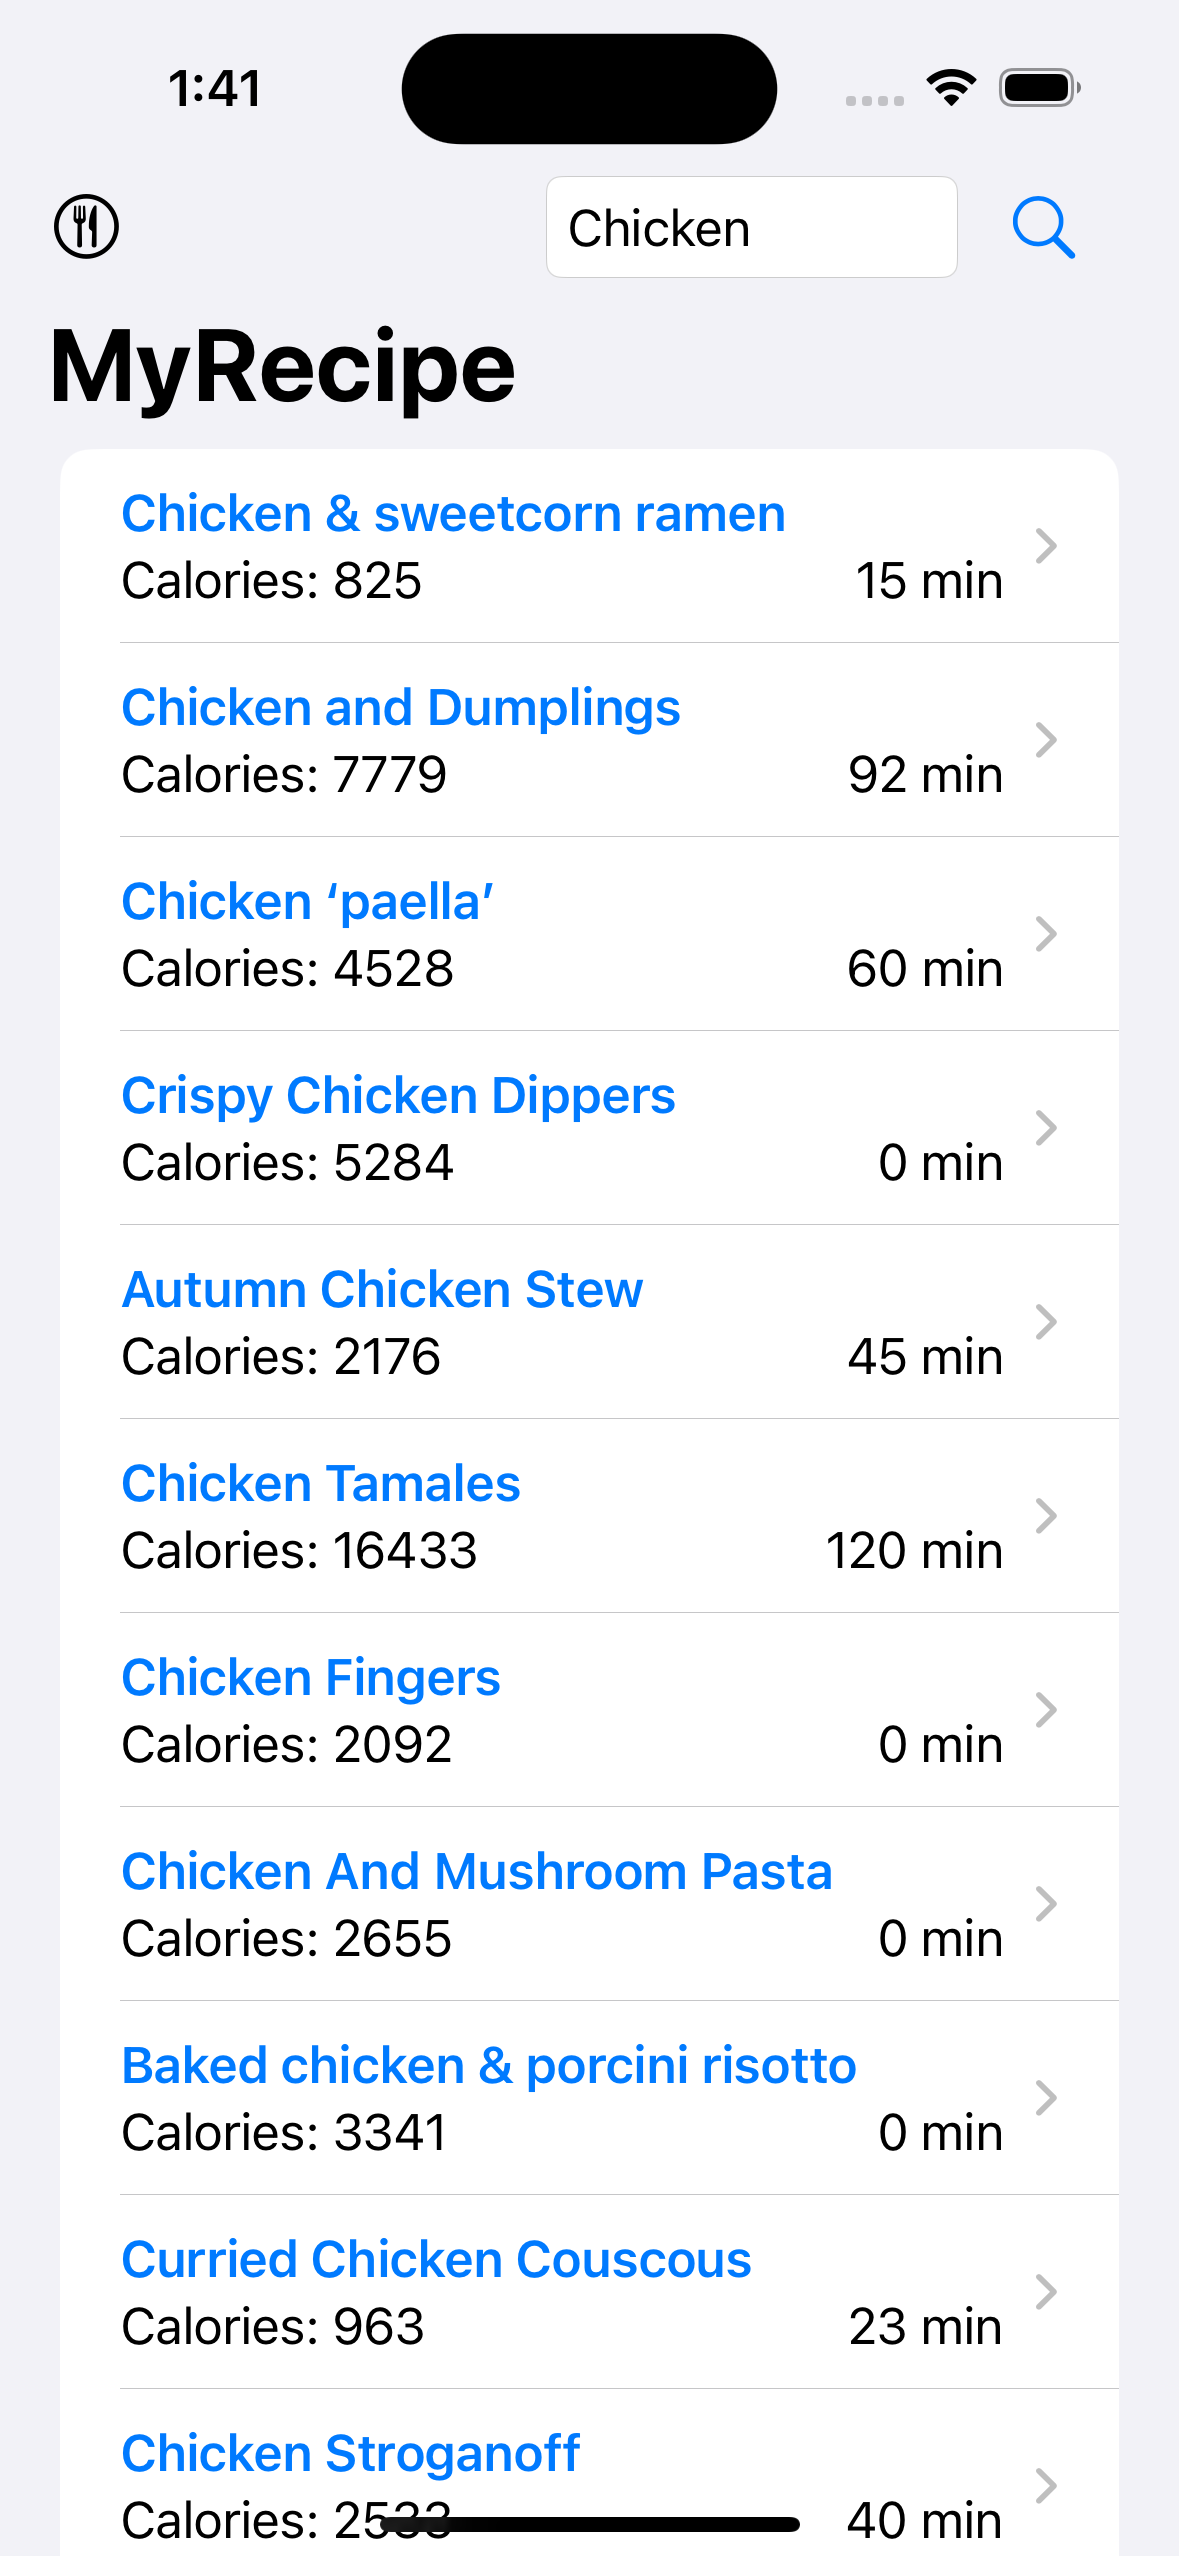 1:41
Chicken
MyRecipe
Chicken & sweetcorn ramen
Calories: 825 15 min
Chicken and Dumplings
Calories: 7779 92 min
Chicken ‘paella’
Calories: 4528 60 min
Crispy Chicken Dippers
Calories: 5284 0 min
Autumn Chicken Stew
Calories: 2176 45 min
Chicken Tamales
Calories: 16433 120 min
Chicken Fingers
Calories: 2092 0 min
Chicken And Mushroom Pasta
Calories: 2655 0 min
Baked chicken & porcini risotto
Calories: 3341 0 min
Curried Chicken Couscous
Calories: 963 23 min
Chicken Stroganoff
Calories: 2533 40 min